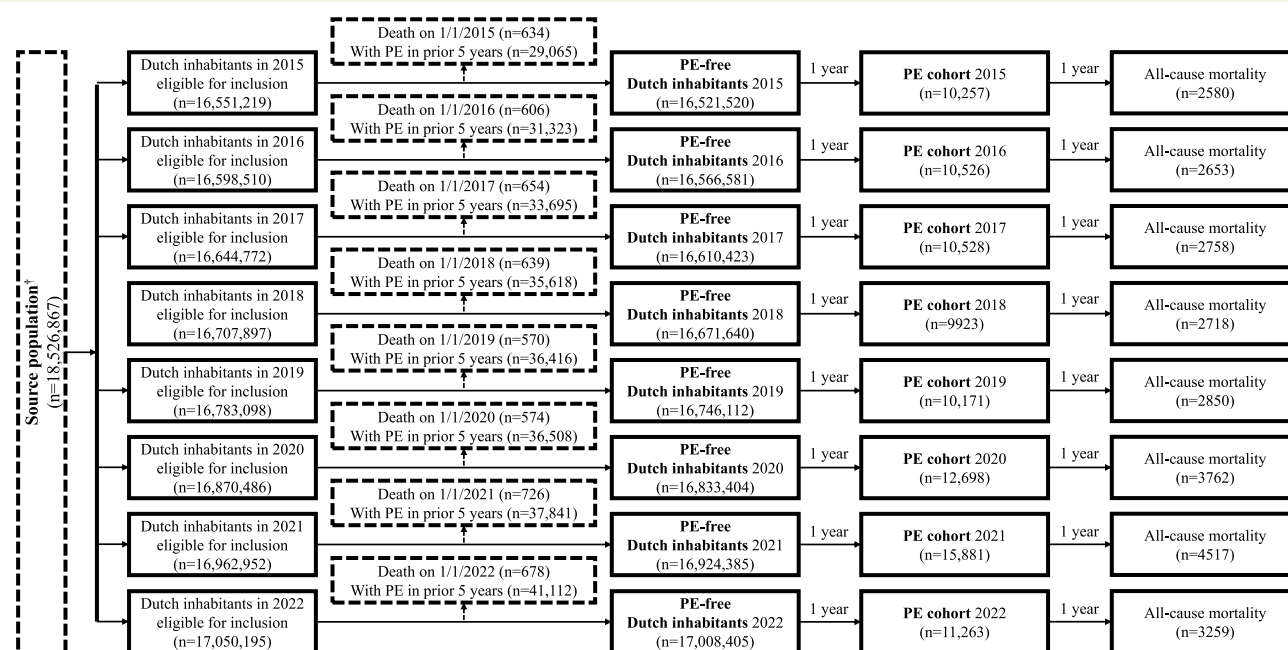 Source population†
(n=18,526,867)
Death on 1/1/2015 (n=634)
With PE in prior 5 years (n=29,065)
Dutch inhabitants in 2015
eligible for inclusion
(n=16,551,219)
PE-free
Dutch inhabitants 2015
(n=16,521,520)
1 year
PE cohort 2015
(n=10,257)
1 year
All-cause mortality
(n=2580)
Death on 1/1/2016 (n=606)
With PE in prior 5 years (n=31,323)
Dutch inhabitants in 2016
eligible for inclusion
(n=16,598,510)
PE-free
Dutch inhabitants 2016
(n=16,566,581)
1 year
PE cohort 2016
(n=10,526)
1 year
All-cause mortality
(n=2653)
Death on 1/1/2017 (n=654)
With PE in prior 5 years (n=33,695)
Dutch inhabitants in 2017
eligible for inclusion
(n=16,644,772)
PE-free
Dutch inhabitants 2017
(n=16,610,423)
1 year
PE cohort 2017
(n=10,528)
1 year
All-cause mortality
(n=2758)
Death on 1/1/2018 (n=639)
With PE in prior 5 years (n=35,618)
Dutch inhabitants in 2018
eligible for inclusion
(n=16,707,897)
PE-free
Dutch inhabitants 2018
(n=16,671,640)
1 year
PE cohort 2018
(n=9923)
1 year
All-cause mortality
(n=2718)
Death on 1/1/2019 (n=570)
With PE in prior 5 years (n=36,416)
Dutch inhabitants in 2019
eligible for inclusion
(n=16,783,098)
PE-free
Dutch inhabitants 2019
(n=16,746,112)
1 year
PE cohort 2019
(n=10,171)
1 year
All-cause mortality
(n=2850)
Death on 1/1/2020 (n=574)
With PE in prior 5 years (n=36,508)
Dutch inhabitants in 2020
eligible for inclusion
(n=16,870,486)
PE-free
Dutch inhabitants 2020
(n=16,833,404)
1 year
PE cohort 2020
(n=12,698)
1 year
All-cause mortality
(n=3762)
Death on 1/1/2021 (n=726)
With PE in prior 5 years (n=37,841)
Dutch inhabitants in 2021
eligible for inclusion
(n=16,962,952)
PE-free
Dutch inhabitants 2021
(n=16,924,385)
1 year
PE cohort 2021
(n=15,881)
1 year
All-cause mortality
(n=4517)
Death on 1/1/2022 (n=678)
With PE in prior 5 years (n=41,112)
Dutch inhabitants in 2022
eligible for inclusion
(n=17,050,195)
PE-free
Dutch inhabitants 2022
(n=17,008,405)
1 year
PE cohort 2022
(n=11,263)
1 year
All-cause mortality
(n=3259)